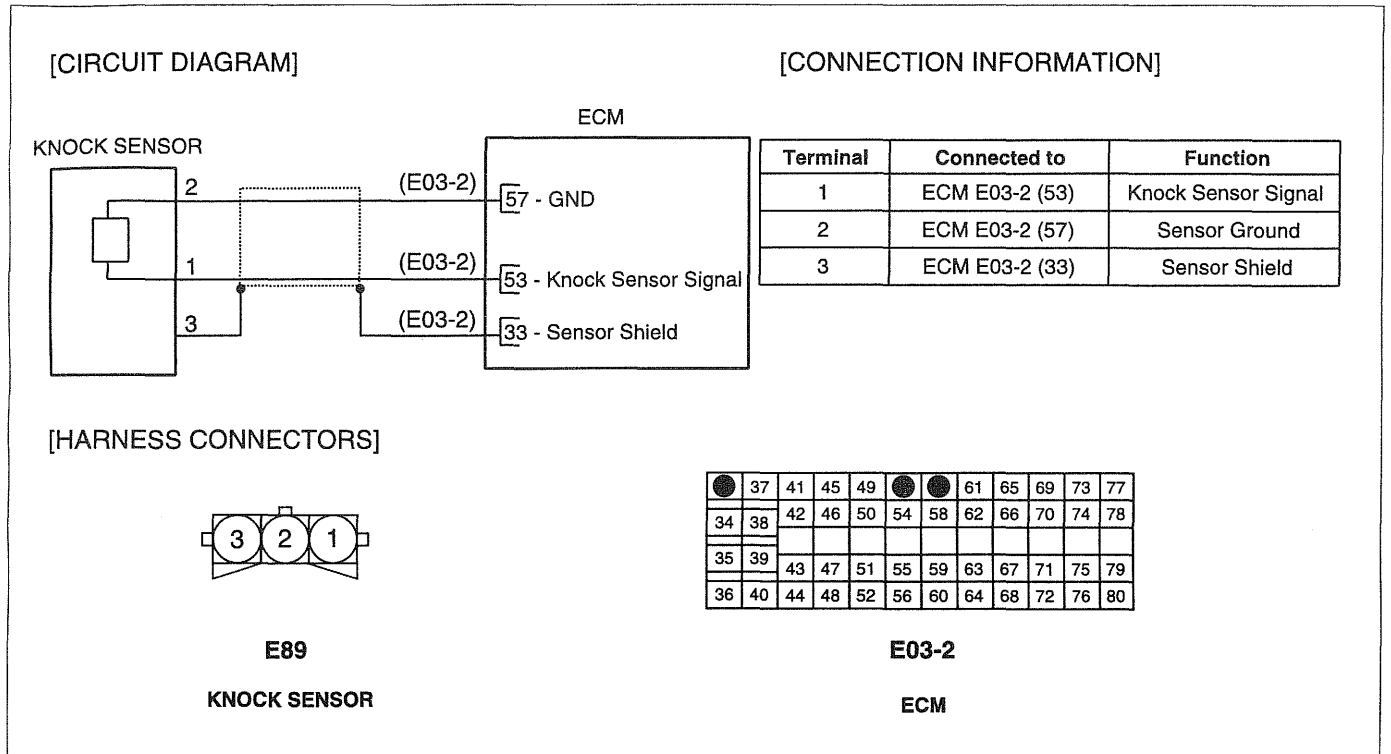 [CIRCUIT DIAGRAM]
[CONNECTION INFORMATION]
ECM
KNOCK SENSOR
2
(E03-2)
57 - GND
1
(E03-2)
53 - Knock Sensor Signal
3
(E03-2)
33 - Sensor Shield
Terminal Connected to Function
1 ECM E03-2 (53) Knock Sensor Signal
2 ECM E03-2 (57) Sensor Ground
3 ECM E03-2 (33) Sensor Shield
[HARNESS CONNECTORS]
3 2 1
E89
KNOCK SENSOR
37 41 45 49 61 65 69 73 77
34 38 42 46 50 54 58 62 66 70 74 78
35 39 43 47 51 55 59 63 67 71 75 79
36 40 44 48 52 56 60 64 68 72 76 80
E03-2
ECM